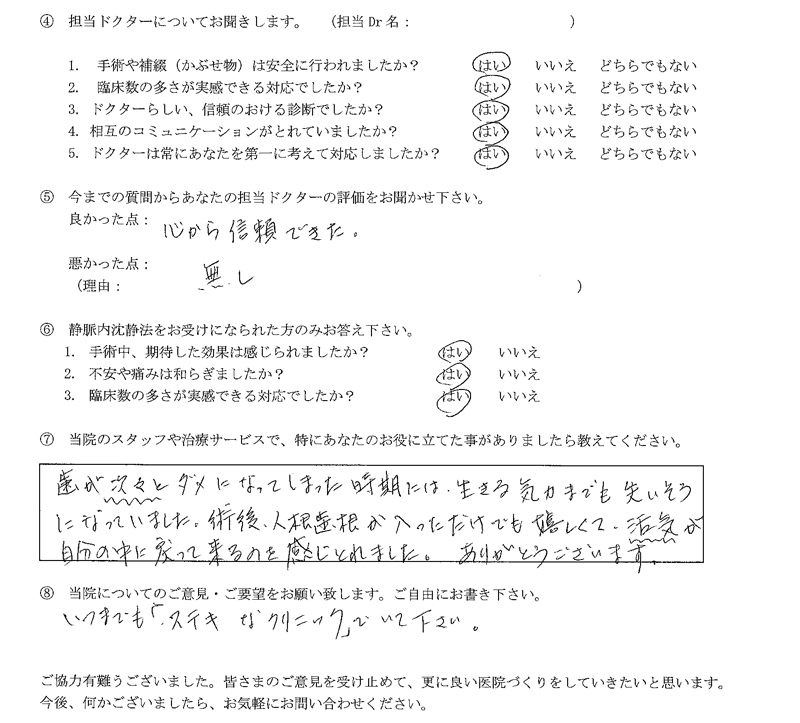 ④ 担当ドクターについてお聞きします。 (担当Dr名: )
1. 手術や補綴（かぶせ物）は安全に行われましたか? はい いいえ どちらでもない
2. 臨床数の多さが実感できる対応でしたか? はい いいえ どちらでもない
3. ドクターらしい、信頼のおける診断でしたか? はい いいえ どちらでもない
4. 相互のコミュニケーションがとれていましたか? はい いいえ どちらでもない
5. ドクターは常にあなたを第一に考えて対応しましたか? はい いいえ どちらでもない
⑤ 今までの質問からあなたの担当ドクターの評価をお聞かせ下さい。
良かった点: 心から信頼できた。
悪かった点: 無し
(理由: )
⑥ 静脈内沈静法をお受けになられた方のみお答え下さい。
1. 手術中、期待した効果は感じられましたか? はい いいえ
2. 不安や痛みは和らぎましたか? はい いいえ
3. 臨床数の多さが実感できる対応でしたか? はい いいえ
⑦ 当院のスタッフや治療サービスで、特にあなたのお役に立てた事がありましたら教えてください。
歯が次々とダメになってしまった時期には、生きる気力までも失いそう
になっていました。術後、人根歯根が入っただけでも嬉しくて、活気が
自分の中に戻って来るのを感じとれました。 ありがとうございます。
⑧ 当院についてのご意見・ご要望をお願い致します。ご自由にお書き下さい。
いつまでも「ステキなクリニック」でいて下さい。
ご協力有難うございました。皆さまのご意見を受け止めて、更に良い医院づくりをしていきたいと思います。
今後、何かございましたら、お気軽にお問い合わせください。